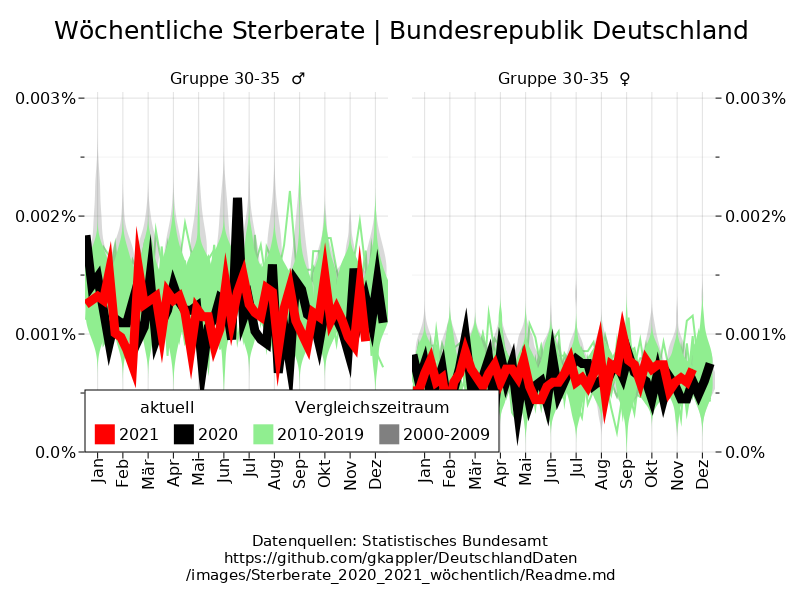 Wöchentliche Sterberate | Bundesrepublik Deutschland
Gruppe 30-35 ♂
Gruppe 30-35 ♀
0.003%
0.002%
0.001%
0.0%
0.003%
0.002%
0.001%
0.0%
aktuell
Vergleichszeitraum
2021
2020
2010-2019
2000-2009
Jan
Feb
Mär
Apr
Mai
Jun
Jul
Aug
Sep
Okt
Nov
Dez
Jan
Feb
Mär
Apr
Mai
Jun
Jul
Aug
Sep
Okt
Nov
Dez
Datenquellen: Statistisches Bundesamt
https://github.com/gkappler/DeutschlandDaten
/images/Sterberate_2020_2021_wöchentlich/Readme.md